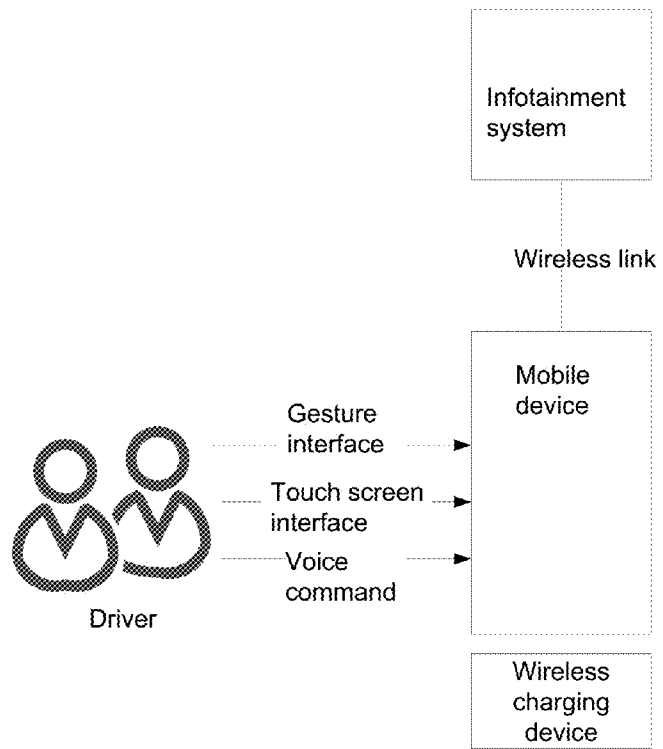 Infotainment
system
Wireless link
Mobile
device
Gesture
interface
Touch screen
interface
Voice
command
Driver
Wireless
charging
device